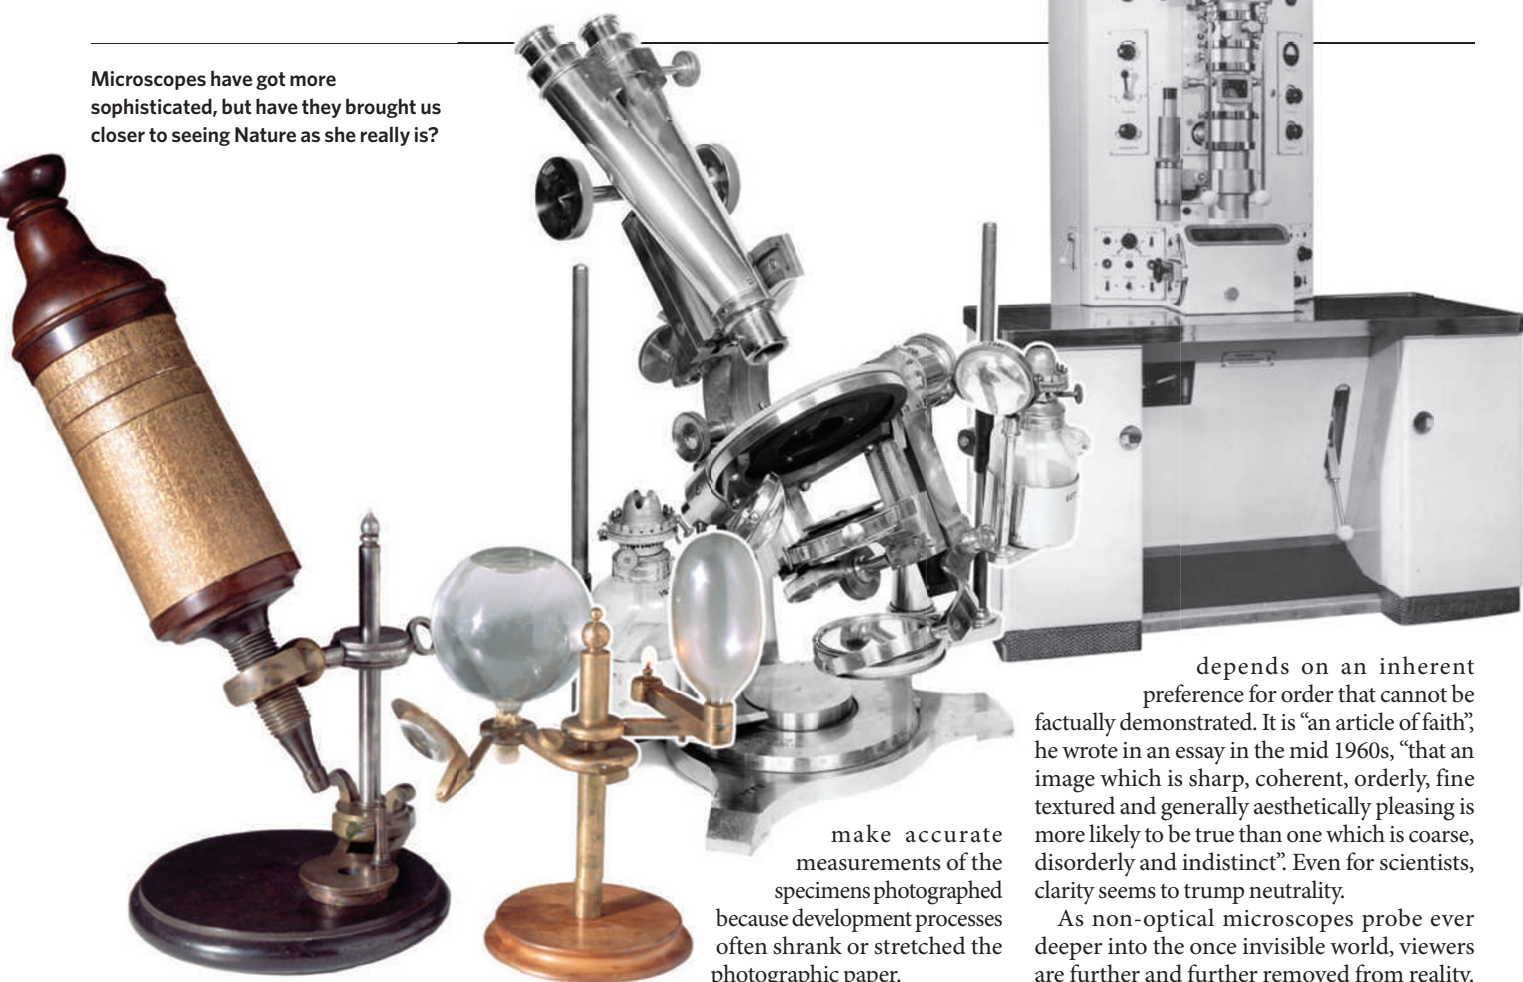 Microscopes have got more
sophisticated, but have they brought us
closer to seeing Nature as she really is?
make accurate
measurements of the
specimens photographed
because development processes
often shrank or stretched the
photographic paper.
depends on an inherent
preference for order that cannot be
factually demonstrated. It is “an article of faith”,
he wrote in an essay in the mid 1960s, “that an
image which is sharp, coherent, orderly, fine
textured and generally aesthetically pleasing is
more likely to be true than one which is coarse,
disorderly and indistinct”. Even for scientists,
clarity seems to trump neutrality.
As non-optical microscopes probe ever
deeper into the once invisible world, viewers
are further and further removed from reality.